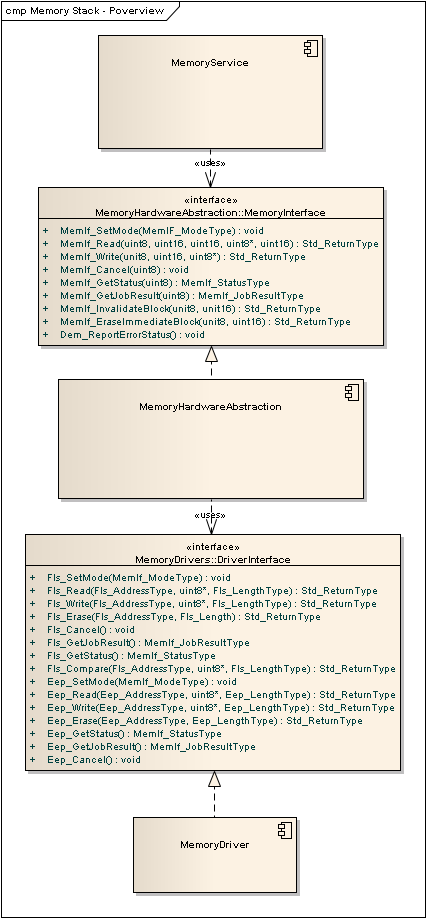 cmp Memory Stack - Poverview
MemoryService
«uses»
«interface»
MemoryHardwareAbstraction::MemoryInterface
+ MemIf_SetMode(MemIF_ModeType) : void
+ MemIf_Read(uint8, uint16, uint16, uint8*, uint16) : Std_ReturnType
+ MemIf_Write(unit8, uint16, uint8*) : Std_ReturnType
+ MemIf_Cancel(uint8) : void
+ MemIf_GetStatus(uint8) : MemIf_StatusType
+ MemIf_GetJobResult(uint8) : MemIf_JobResultType
+ MemIf_InvalidateBlock(unit8, unit16) : Std_ReturnType
+ MemIf_EraseImmediateBlock(unit8, uint16) : Std_ReturnType
+ Dem_ReportErrorStatus() : void
MemoryHardwareAbstraction
«uses»
«interface»
MemoryDrivers::DriverInterface
+ Fls_SetMode(MemIf_ModeType) : void
+ Fls_Read(Fls_AddressType, uint8*, Fls_LengthType) : Std_ReturnType
+ Fls_Write(Fls_AddressType, uint8*, Fls_LengthType) : Std_ReturnType
+ Fls_Erase(Fls_AddressType, Fls_Length) : Std_ReturnType
+ Fls_Cancel() : void
+ Fls_GetJobResult() : MemIf_JobResultType
+ Fls_GetStatus() : MemIf_StatusType
+ Fls_Compare(Fls_AddressType, uint8*, Fls_LengthType) : Std_ReturnType
+ Eep_SetMode(MemIf_ModeType) : void
+ Eep_Read(Eep_AddressType, uint8*, Eep_LengthType) : Std_ReturnType
+ Eep_Write(Eep_AddressType, uint8*, Eep_LengthType) : Std_ReturnType
+ Eep_Erase(Eep_AddressType, Eep_LengthType) : Std_ReturnType
+ Eep_GetStatus() : MemIf_StatusType
+ Eep_GetJobResult() : MemIf_JobResultType
+ Eep_Cancel() : void
MemoryDriver